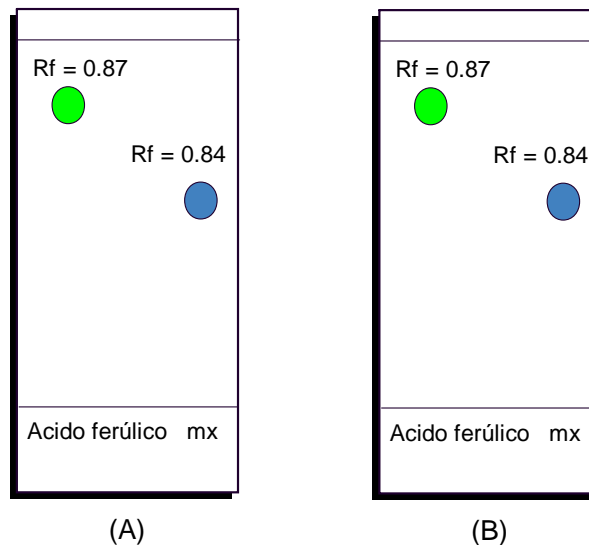 Rf = 0.87
Rf = 0.84
Acido ferúlico mx
(A)
Rf = 0.87
Rf = 0.84
Acido ferúlico mx
(B)